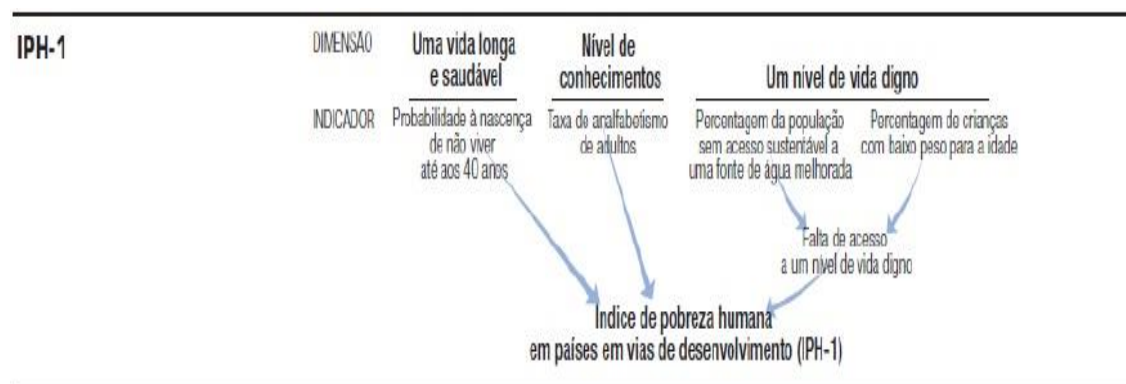 IPH-1
DIMENSÃO
Uma vida longa
e saudável
Nível de
conhecimentos
Um nível de vida digno
INDICADOR
Probabilidade à nascença
de não viver
até aos 40 anos
Taxa de analfabetismo
de adultos
Percentagem da população
sem acesso sustentável a
uma fonte de água melhorada
Percentagem de crianças
com baixo peso para a idade
Falta de acesso
a um nível de vida digno
Índice de pobreza humana
em países em vias de desenvolvimento (IPH-1)